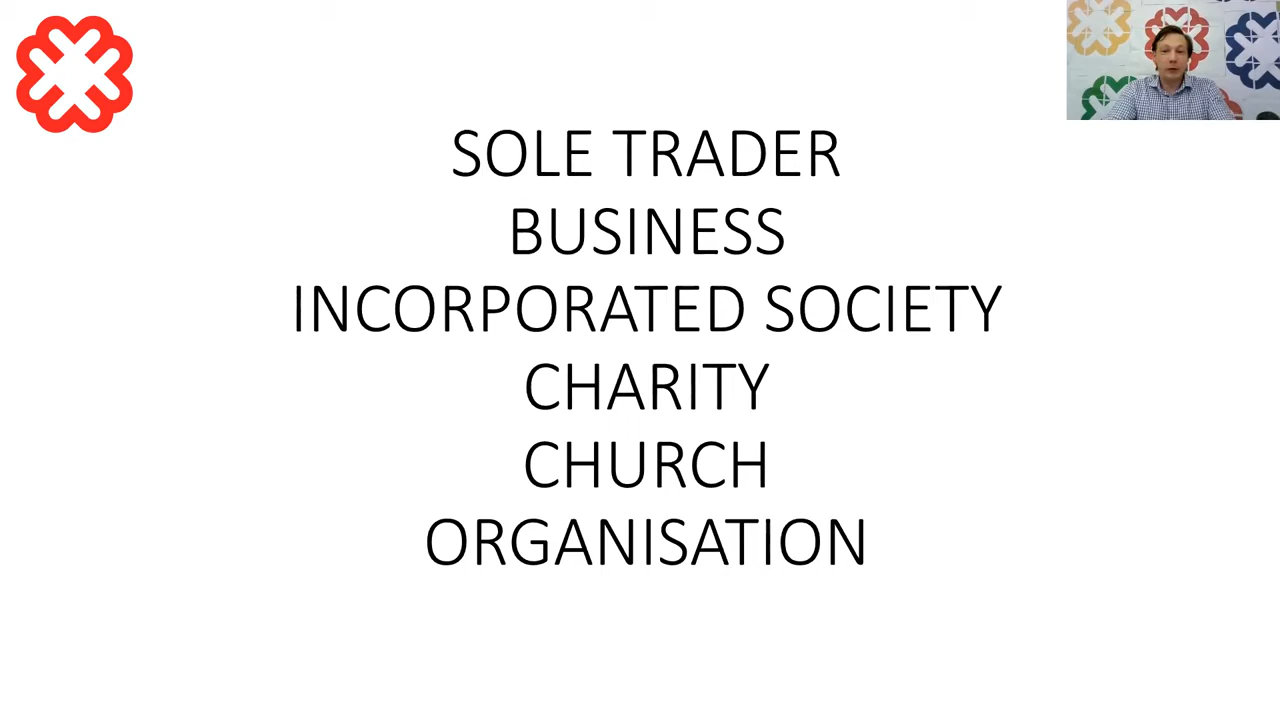 SOLE TRADER
BUSINESS
INCORPORATED SOCIETY
CHARITY
CHURCH
ORGANISATION